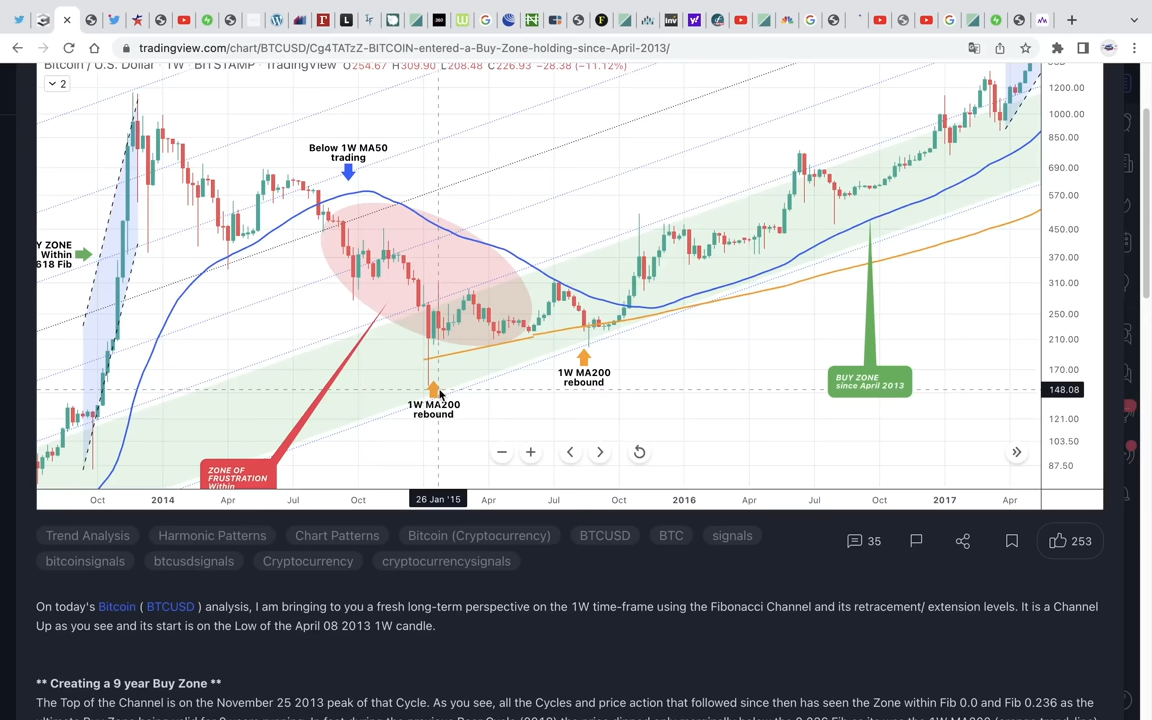 tradingview.com/chart/BTCUSD/Cg4TATzZ-BITCOIN-entered-a-Buy-Zone-holding-since-April-2013/
Bitcoin / U.S. Dollar · 1W · BITSTAMP · TradingView O254.67 H309.90 L208.48 C226.93 −28.38 (−11.12%)
2
1200.00
1000.00
850.00
690.00
570.00
450.00
370.00
310.00
250.00
210.00
170.00
148.08
121.00
103.50
87.50
Below 1W MA50
trading
Y ZONE
Within
618 Fib
1W MA200
rebound
1W MA200
rebound
BUY ZONE
since April 2013
ZONE OF
FRUSTRATION
Within
Oct 2014 Apr Jul Oct 26 Jan '15 Apr Jul Oct 2016 Apr Jul Oct 2017 Apr
Trend Analysis Harmonic Patterns Chart Patterns Bitcoin (Cryptocurrency) BTCUSD BTC signals
35 253
bitcoinsignals btcusdsignals Cryptocurrency cryptocurrencysignals
On today's Bitcoin ( BTCUSD ) analysis, I am bringing to you a fresh long-term perspective on the 1W time-frame using the Fibonacci Channel and its retracement/ extension levels. It is a Channel
Up as you see and its start is on the Low of the April 08 2013 1W candle.
** Creating a 9 year Buy Zone **
The Top of the Channel is on the November 25 2013 peak of that Cycle. As you see, all the Cycles and price action that followed since then has seen the Zone within Fib 0.0 and Fib 0.236 as the